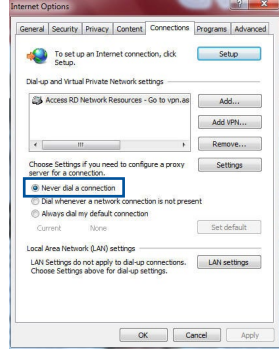 Internet Options
General Security Privacy Content Connections Programs Advanced
To set up an Internet connection, click Setup.
Setup
Dial-up and Virtual Private Network settings
Access RD Network Resources - Go to vpn.as
Add...
Add VPN...
Remove...
Choose Settings if you need to configure a proxy
server for a connection.
Settings
Never dial a connection
Dial whenever a network connection is not present
Always dial my default connection
Current None
Set default
Local Area Network (LAN) settings
LAN Settings do not apply to dial-up connections.
Choose Settings above for dial-up settings.
LAN settings
OK Cancel Apply